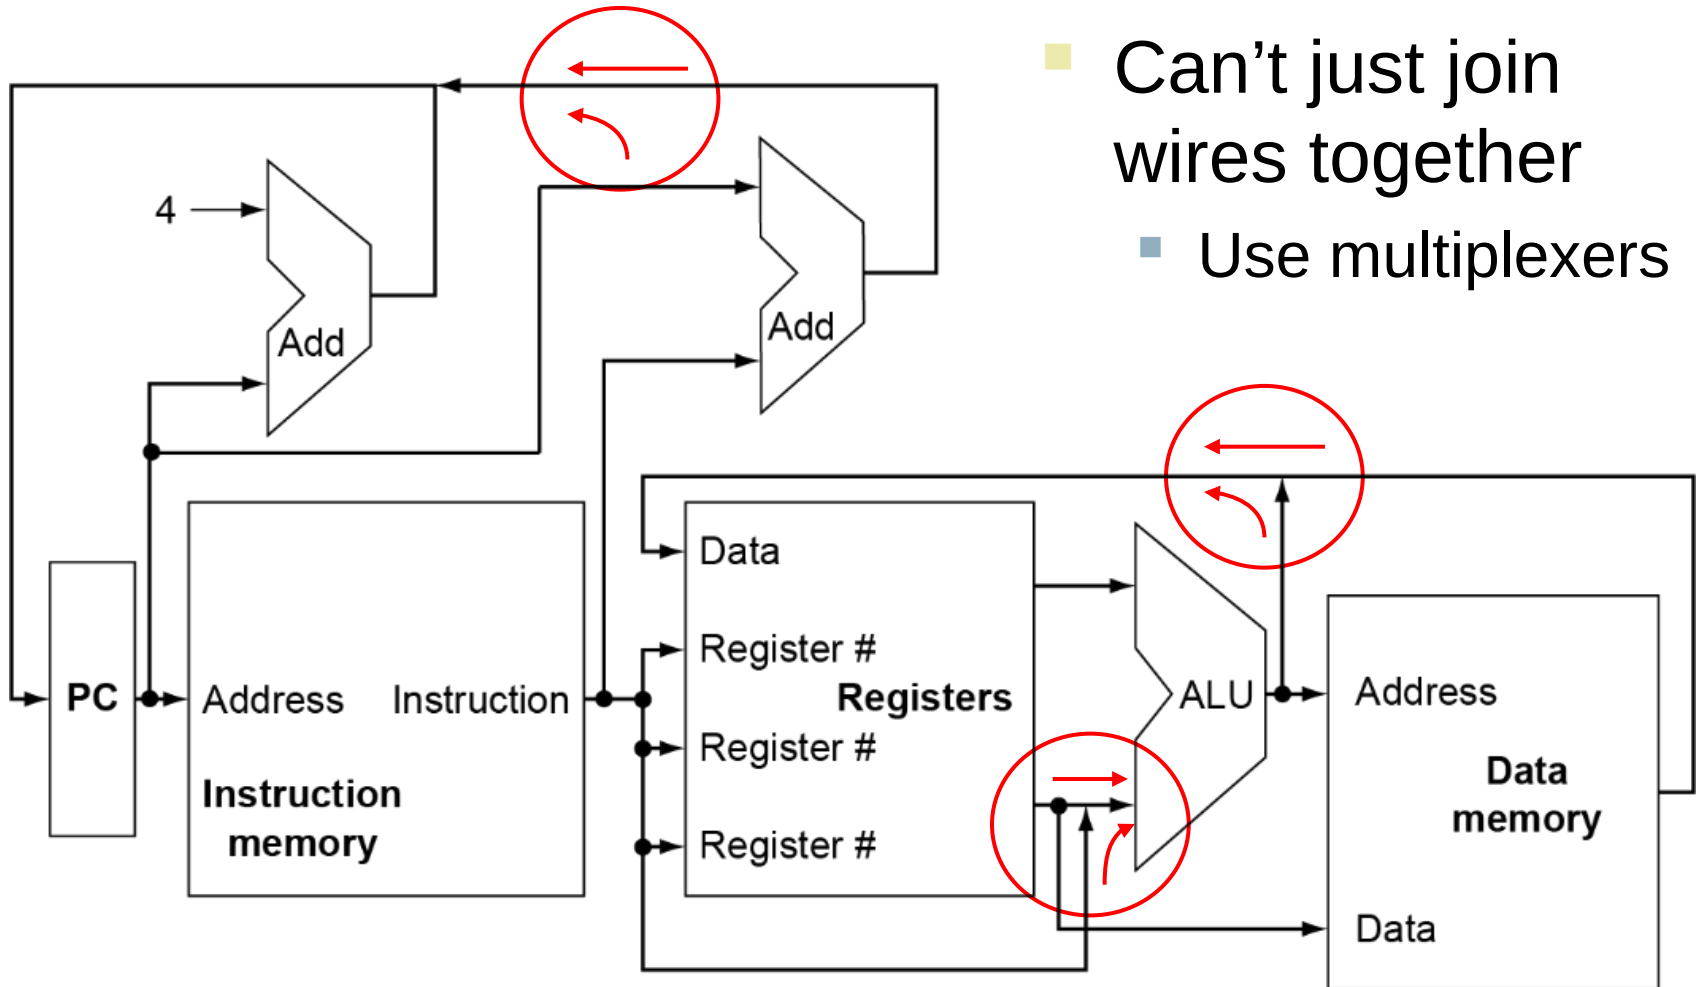 Can’t just join
wires together
Use multiplexers
4
Add
Add
Data
Register #
Register #
Register #
Registers
PC
Address
Instruction
Instruction
memory
ALU
Address
Data
memory
Data